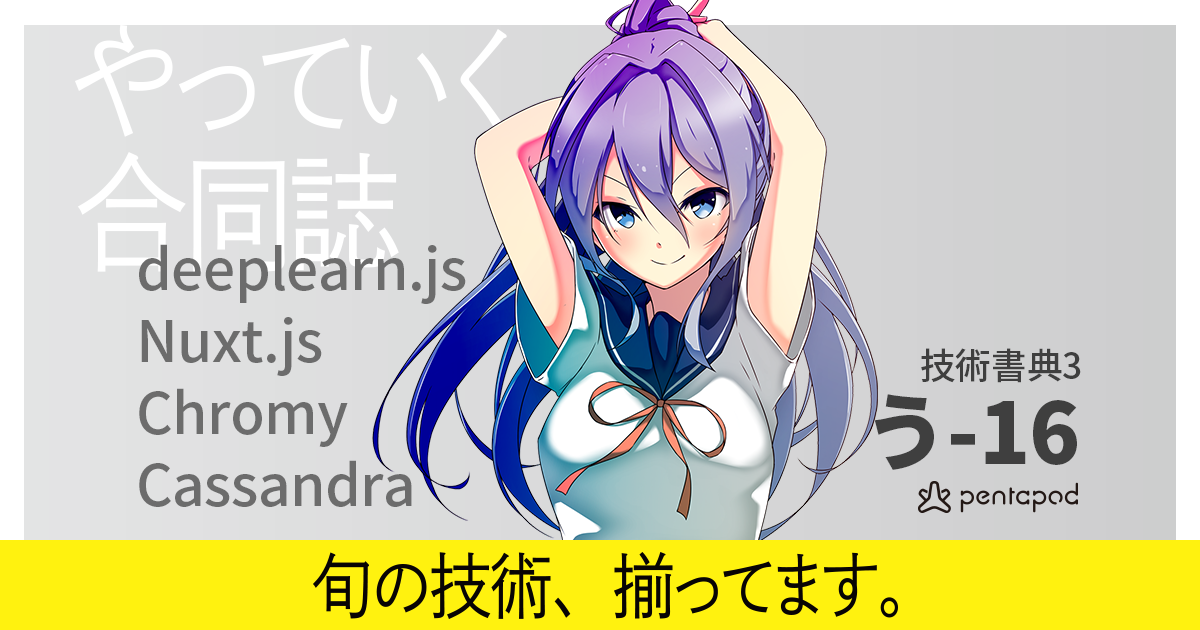 やっていく
合同誌
deeplearn.js
Nuxt.js
Chromy
Cassandra
技術書典3
う-16
pentapod
旬の技術、揃ってます。